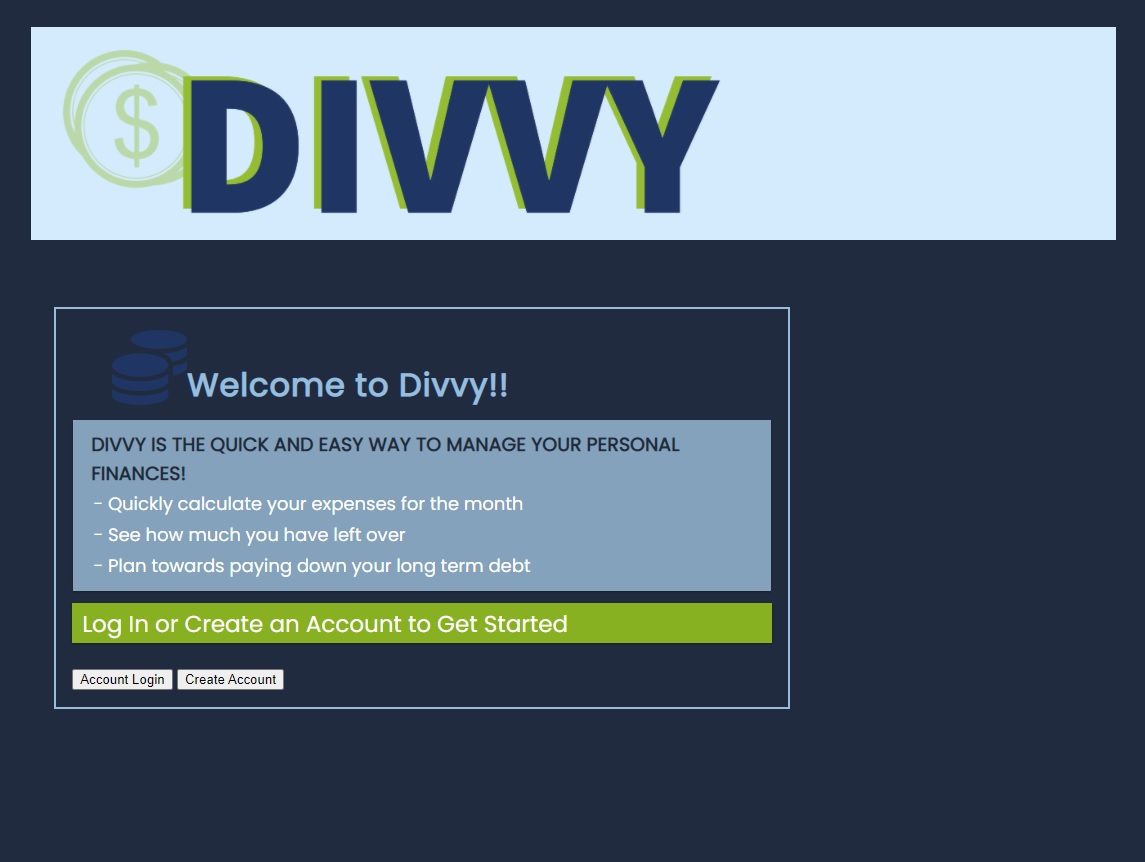 $ DIVVY
Welcome to Divvy!!
DIVVY IS THE QUICK AND EASY WAY TO MANAGE YOUR PERSONAL
FINANCES!
- Quickly calculate your expenses for the month
- See how much you have left over
- Plan towards paying down your long term debt
Log In or Create an Account to Get Started
Account Login Create Account